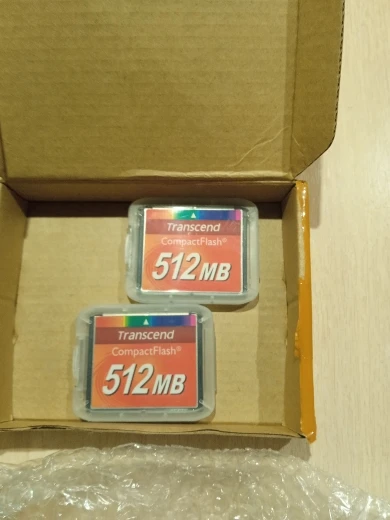 Transcend
CompactFlash®
512MB
Transcend
CompactFlash®
512MB